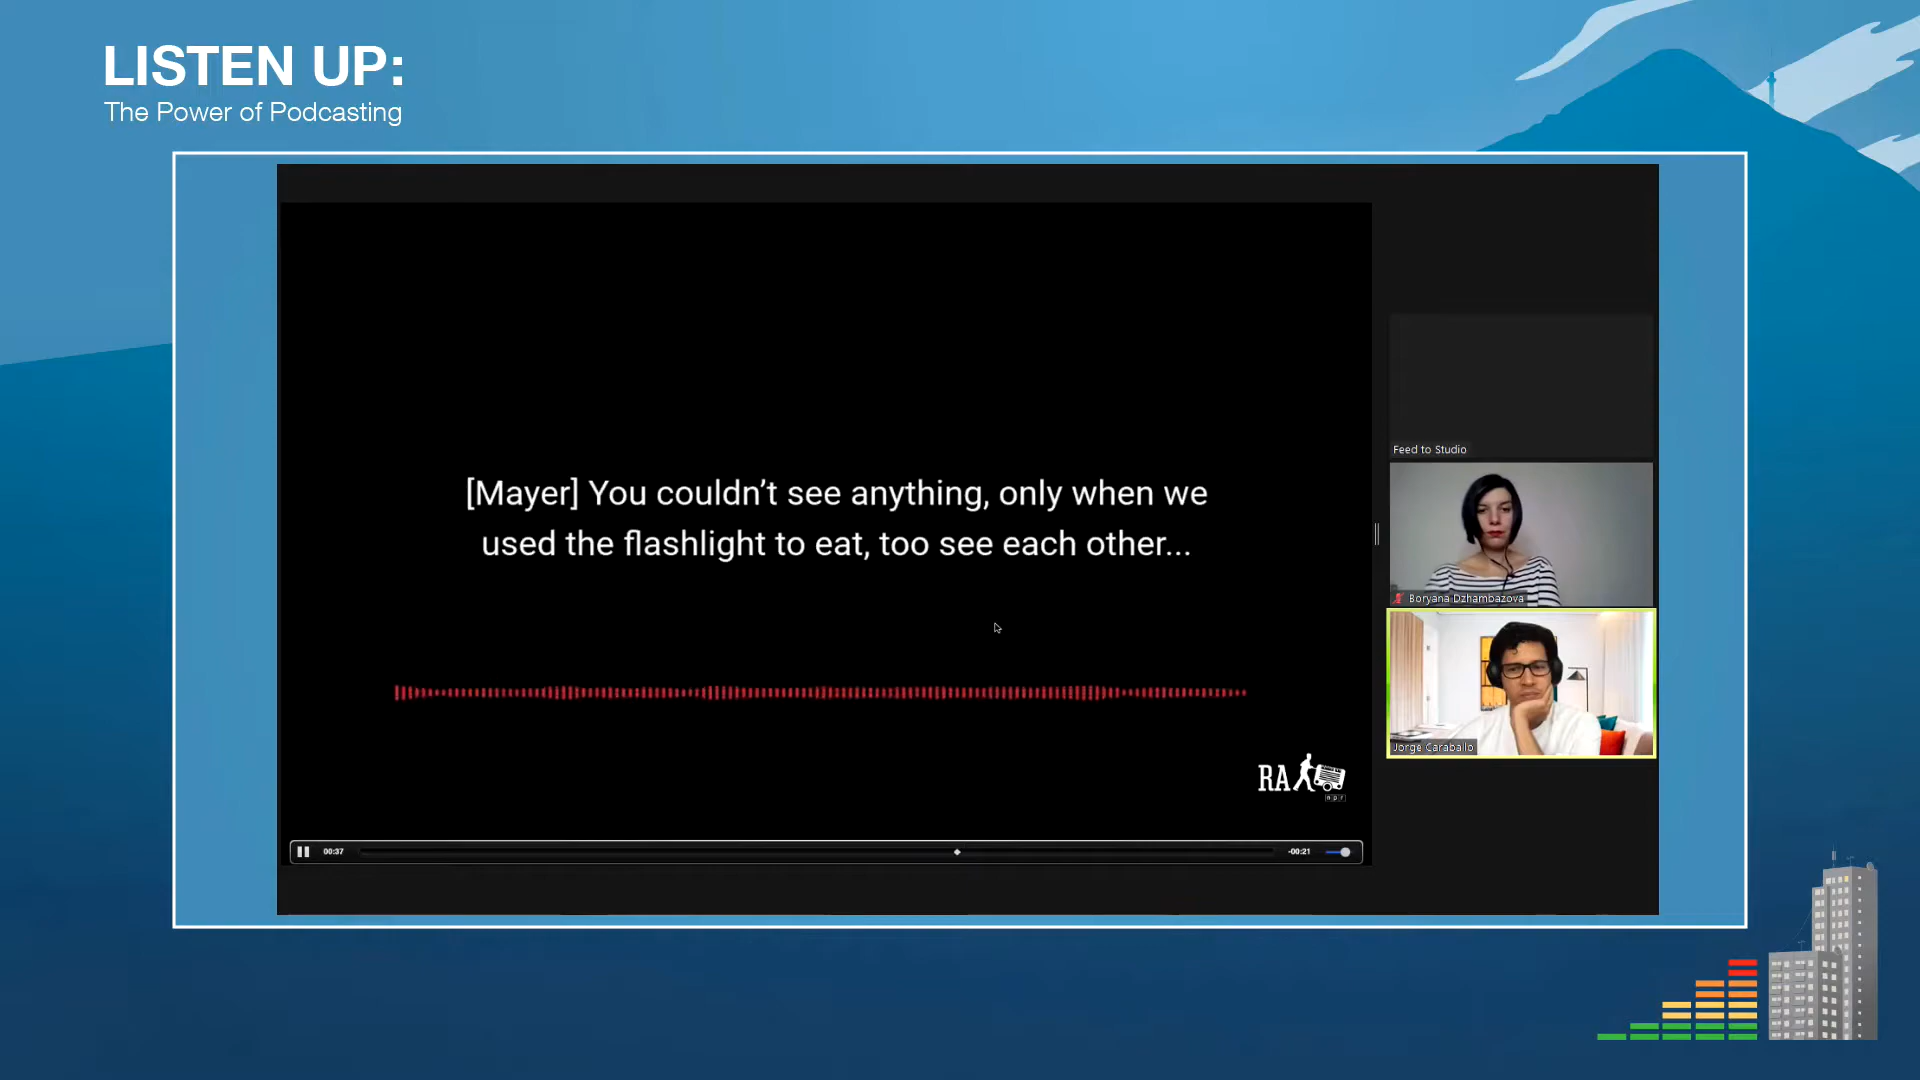 LISTEN UP:
The Power of Podcasting
[Mayer] You couldn’t see anything, only when we
used the flashlight to eat, too see each other...
Feed to Studio
Boryana Dzhambazova
Jorge Caraballo
RA
npr
00:37
-00:21